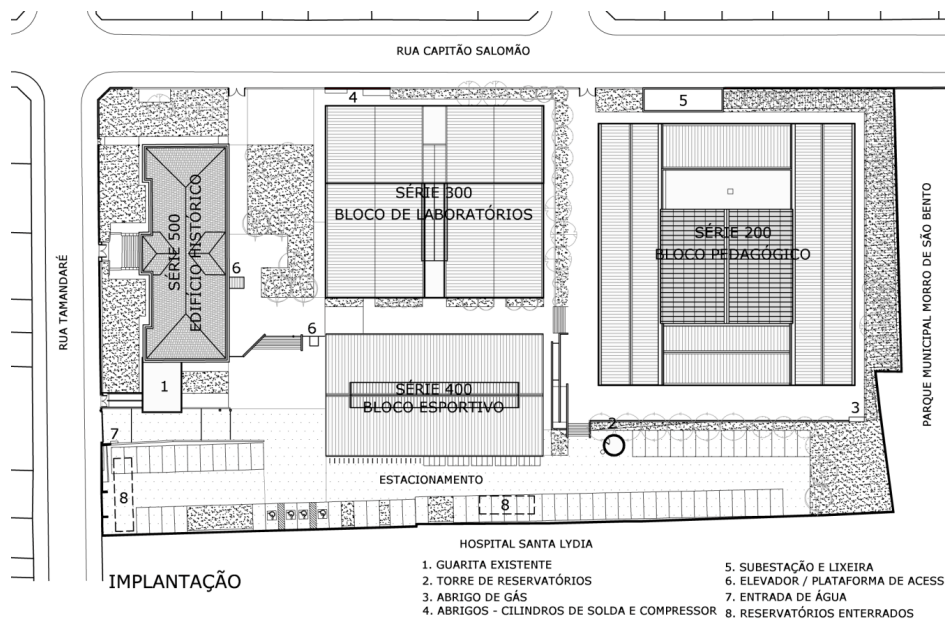 RUA CAPITÃO SALOMÃO
4
5
SÉRIE 500
EDIFÍCIO HISTÓRICO
SÉRIE 300
BLOCO DE LABORATÓRIOS
SÉRIE 200
BLOCO PEDAGÓGICO
RUA TAMANDARÉ
PARQUE MUNICIPAL MORRO DE SÃO BENTO
6
6
1
SÉRIE 400
BLOCO ESPORTIVO
3
2
7
ESTACIONAMENTO
8
8
HOSPITAL SANTA LYDIA
IMPLANTAÇÃO
1. GUARITA EXISTENTE
2. TORRE DE RESERVATÓRIOS
3. ABRIGO DE GÁS
4. ABRIGOS - CILINDROS DE SOLDA E COMPRESSOR
5. SUBESTAÇÃO E LIXEIRA
6. ELEVADOR / PLATAFORMA DE ACESS
7. ENTRADA DE ÁGUA
8. RESERVATÓRIOS ENTERRADOS